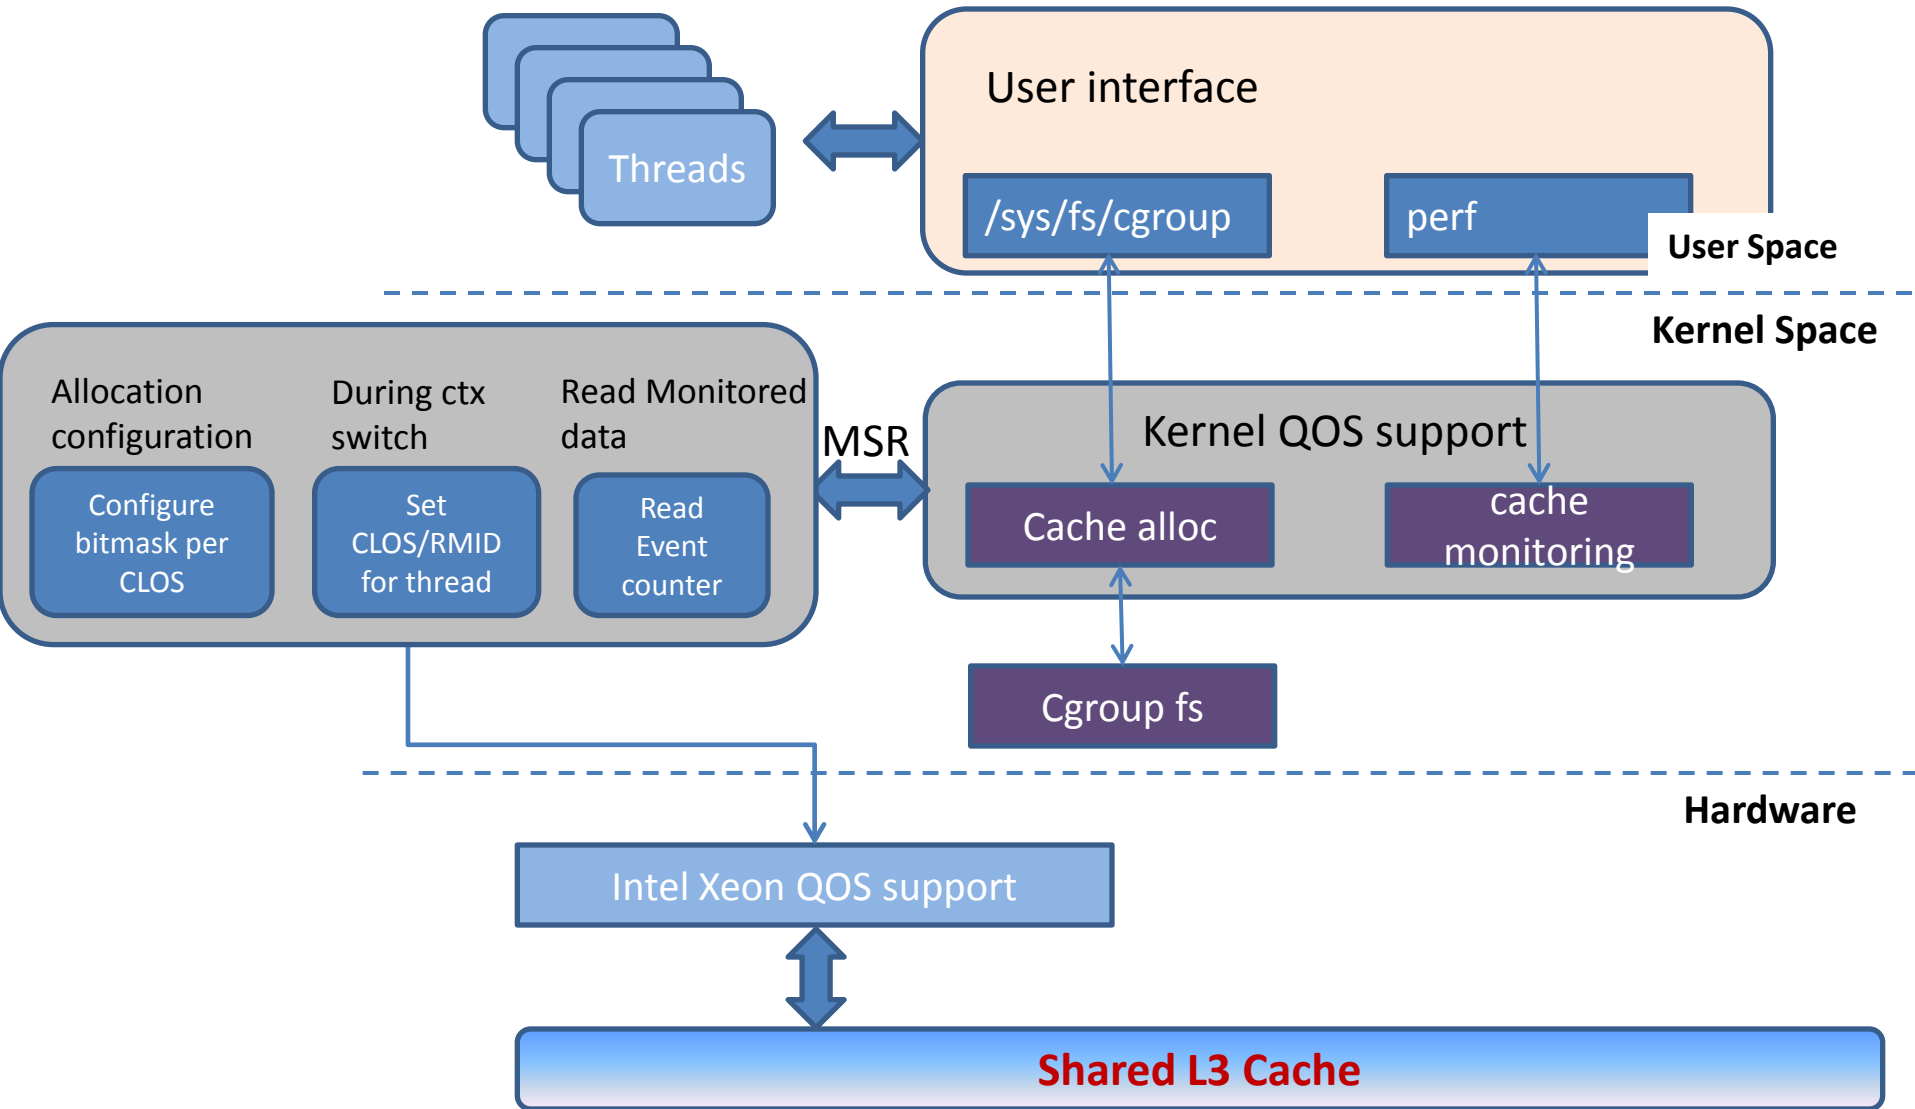 User interface
Threads
/sys/fs/cgroup
perf
User Space
Kernel Space
Allocation
configuration
During ctx
switch
Read Monitored
data
MSR
Kernel QOS support
Configure
bitmask per
CLOS
Set
CLOS/RMID
for thread
Read
Event
counter
Cache alloc
cache
monitoring
Cgroup fs
Hardware
Intel Xeon QOS support
Shared L3 Cache